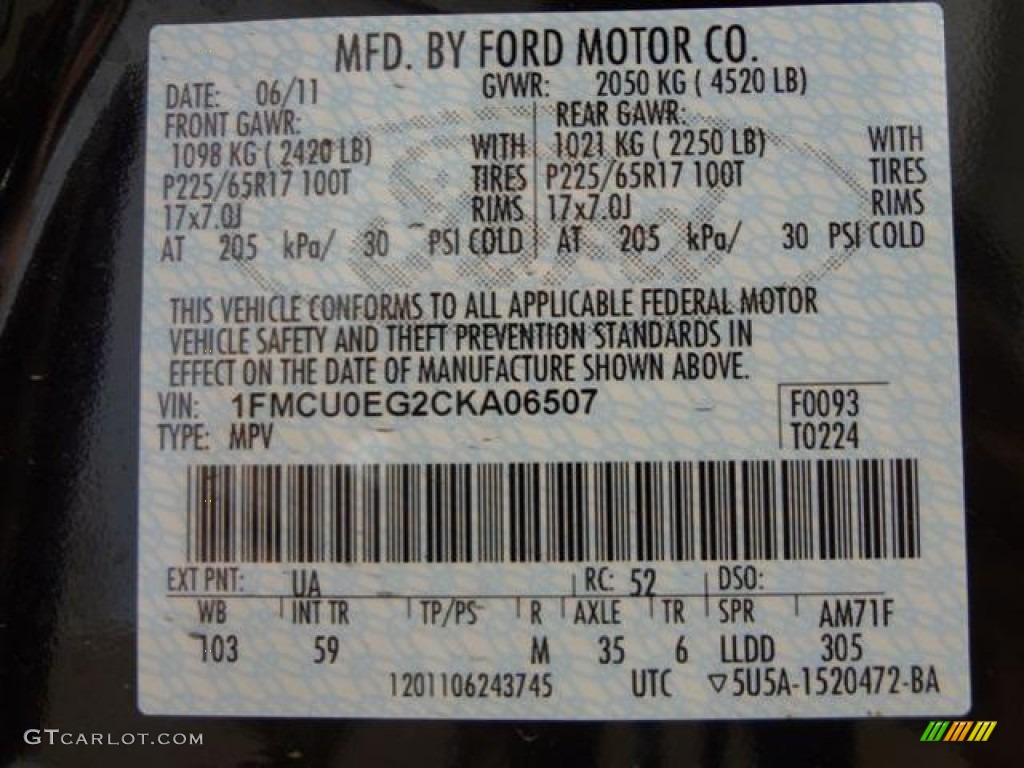 MFD. BY FORD MOTOR CO.
DATE: 06/11 GVWR: 2050 KG ( 4520 LB)
FRONT GAWR: REAR GAWR:
1098 KG ( 2420 LB) WITH 1021 KG ( 2250 LB) WITH
P225/65R17 100T TIRES P225/65R17 100T TIRES
17x7.0J RIMS 17x7.0J RIMS
AT 205 kPa/ 30 PSI COLD AT 205 kPa/ 30 PSI COLD
THIS VEHICLE CONFORMS TO ALL APPLICABLE FEDERAL MOTOR
VEHICLE SAFETY AND THEFT PREVENTION STANDARDS IN
EFFECT ON THE DATE OF MANUFACTURE SHOWN ABOVE.
VIN: 1FMCU0EG2CKA06507 F0093
TYPE: MPV T0224
EXT PNT: UA RC: 52 DSO:
WB INT TR TP/PS R AXLE TR SPR AM71F
103 59 M 35 6 LLDD 305
1201106243745 UTC ▽5U5A-1520472-BA
GTCARLOT.COM